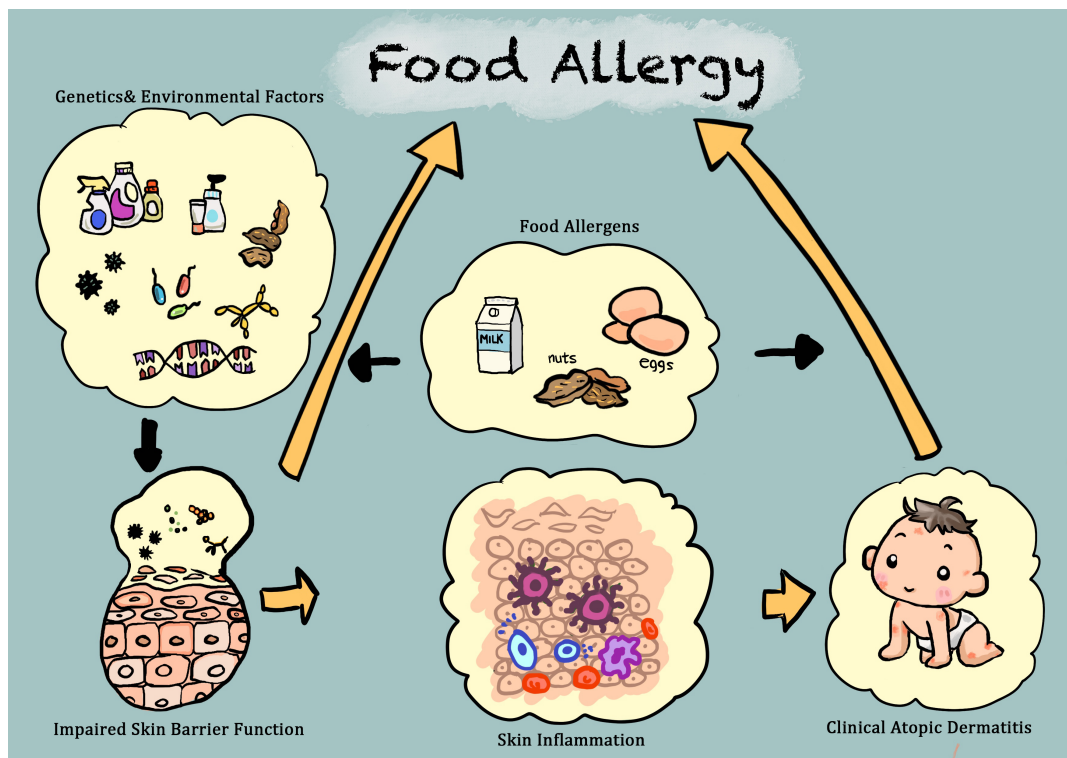 Food Allergy
Genetics& Environmental Factors
Food Allergens
MILK
nuts
eggs
Impaired Skin Barrier Function
Skin Inflammation
Clinical Atopic Dermatitis